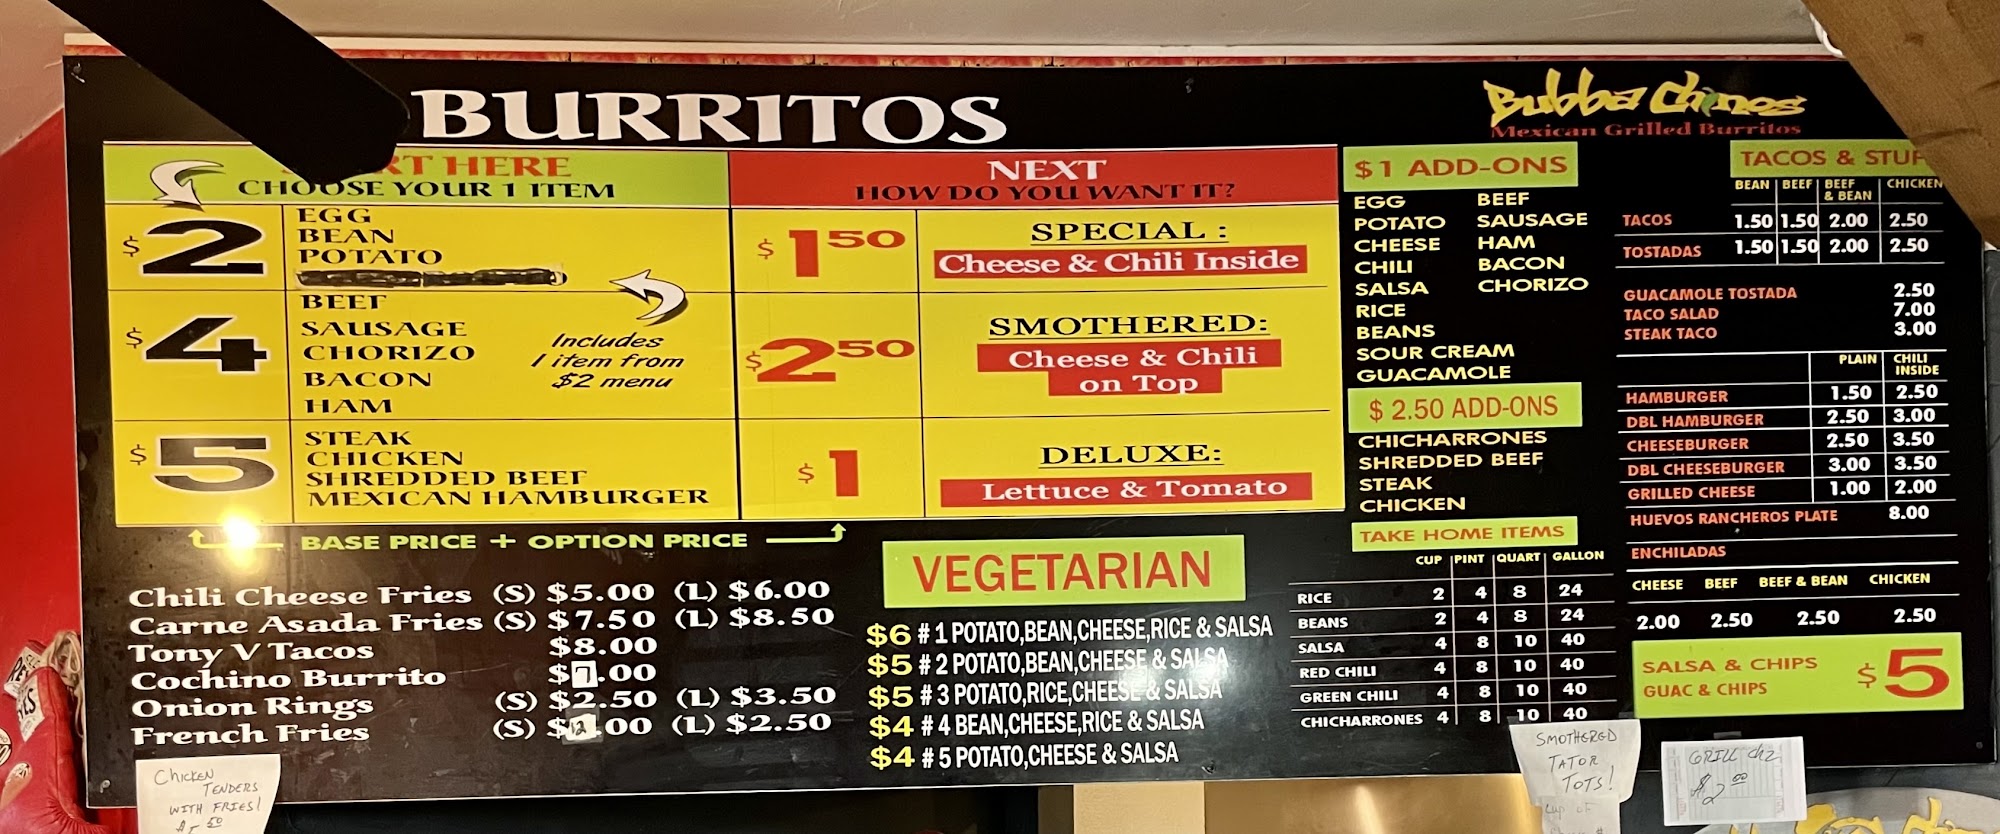 BURRITOS
Bubba Chinos
Mexican Grilled Burritos
RT HERE
CHOOSE YOUR 1 ITEM
$2
EGG
BEAN
POTATO
$4
BEEF
SAUSAGE
CHORIZO
BACON
HAM
Includes
1 item from
$2 menu
$5
STEAK
CHICKEN
SHREDDED BEEF
MEXICAN HAMBURGER
NEXT
HOW DO YOU WANT IT?
$1 50
SPECIAL :
Cheese & Chili Inside
$2 50
SMOTHERED:
Cheese & Chili
on Top
$1
DELUXE:
Lettuce & Tomato
BASE PRICE + OPTION PRICE
Chili Cheese Fries (S) $5.00 (L) $6.00
Carne Asada Fries (S) $7.50 (L) $8.50
Tony V Tacos $8.00
Cochino Burrito $7.00
Onion Rings (S) $2.50 (L) $3.50
French Fries (S) $2.00 (L) $2.50
VEGETARIAN
$6 # 1 POTATO,BEAN,CHEESE,RICE & SALSA
$5 # 2 POTATO,BEAN,CHEESE & SALSA
$5 # 3 POTATO,RICE,CHEESE & SALSA
$4 # 4 BEAN,CHEESE,RICE & SALSA
$4 # 5 POTATO,CHEESE & SALSA
$1 ADD-ONS
EGG BEEF
POTATO SAUSAGE
CHEESE HAM
CHILI BACON
SALSA CHORIZO
RICE
BEANS
SOUR CREAM
GUACAMOLE
$ 2.50 ADD-ONS
CHICHARRONES
SHREDDED BEEF
STEAK
CHICKEN
TAKE HOME ITEMS
CUP PINT QUART GALLON
RICE 2 4 8 24
BEANS 2 4 8 24
SALSA 4 8 10 40
RED CHILI 4 8 10 40
GREEN CHILI 4 8 10 40
CHICHARRONES 4 8 10 40
TACOS & STUF
BEAN BEEF BEEF & BEAN CHICKEN
TACOS 1.50 1.50 2.00 2.50
TOSTADAS 1.50 1.50 2.00 2.50
GUACAMOLE TOSTADA 2.50
TACO SALAD 7.00
STEAK TACO 3.00
PLAIN CHILI INSIDE
HAMBURGER 1.50 2.50
DBL HAMBURGER 2.50 3.00
CHEESEBURGER 2.50 3.50
DBL CHEESEBURGER 3.00 3.50
GRILLED CHEESE 1.00 2.00
HUEVOS RANCHEROS PLATE 8.00
ENCHILADAS
CHEESE BEEF BEEF & BEAN CHICKEN
2.00 2.50 2.50 2.50
SALSA & CHIPS
GUAC & CHIPS
$5
CHICKEN
TENDERS
WITH FRIES!
SMOTHERED
TATOR
TOTS!
cup of
GRILL chz
$2 00